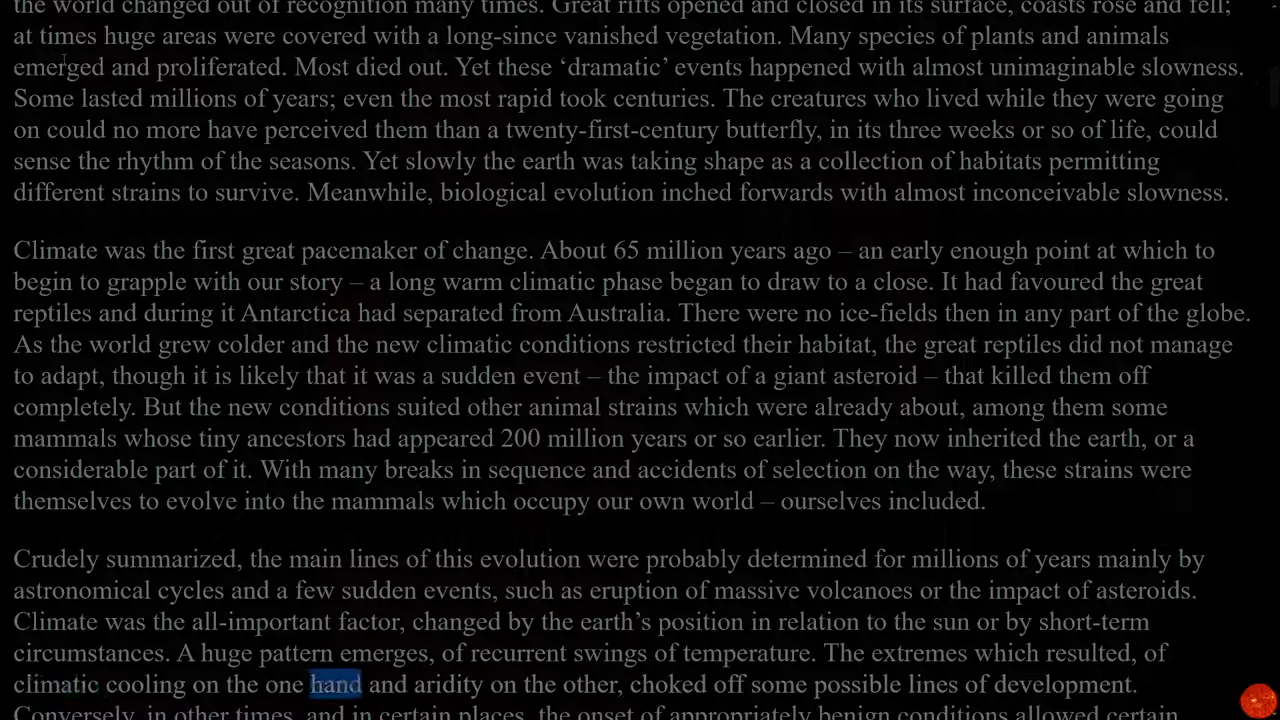 the world changed out of recognition many times. Great rifts opened and closed in its surface, coasts rose and fell;
at times huge areas were covered with a long-since vanished vegetation. Many species of plants and animals
emerged and proliferated. Most died out. Yet these ‘dramatic’ events happened with almost unimaginable slowness.
Some lasted millions of years; even the most rapid took centuries. The creatures who lived while they were going
on could no more have perceived them than a twenty-first-century butterfly, in its three weeks or so of life, could
sense the rhythm of the seasons. Yet slowly the earth was taking shape as a collection of habitats permitting
different strains to survive. Meanwhile, biological evolution inched forwards with almost inconceivable slowness.
Climate was the first great pacemaker of change. About 65 million years ago – an early enough point at which to
begin to grapple with our story – a long warm climatic phase began to draw to a close. It had favoured the great
reptiles and during it Antarctica had separated from Australia. There were no ice-fields then in any part of the globe.
As the world grew colder and the new climatic conditions restricted their habitat, the great reptiles did not manage
to adapt, though it is likely that it was a sudden event – the impact of a giant asteroid – that killed them off
completely. But the new conditions suited other animal strains which were already about, among them some
mammals whose tiny ancestors had appeared 200 million years or so earlier. They now inherited the earth, or a
considerable part of it. With many breaks in sequence and accidents of selection on the way, these strains were
themselves to evolve into the mammals which occupy our own world – ourselves included.
Crudely summarized, the main lines of this evolution were probably determined for millions of years mainly by
astronomical cycles and a few sudden events, such as eruption of massive volcanoes or the impact of asteroids.
Climate was the all-important factor, changed by the earth’s position in relation to the sun or by short-term
circumstances. A huge pattern emerges, of recurrent swings of temperature. The extremes which resulted, of
climatic cooling on the one hand and aridity on the other, choked off some possible lines of development.
Conversely, in other times, and in certain places, the onset of appropriately benign conditions allowed certain